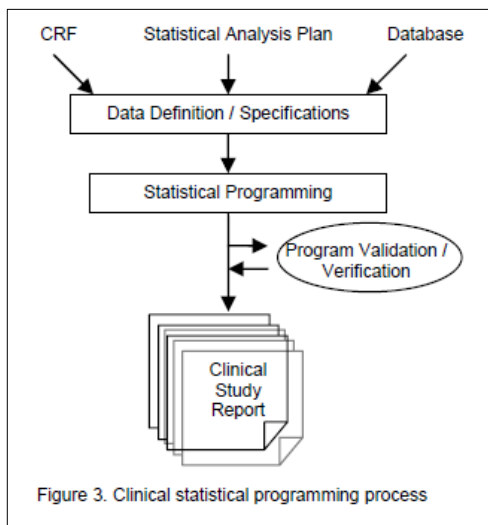 CRF Statistical Analysis Plan Database
Data Definition / Specifications
Statistical Programming
Program Validation /
Verification
Clinical
Study
Report
Figure 3. Clinical statistical programming process